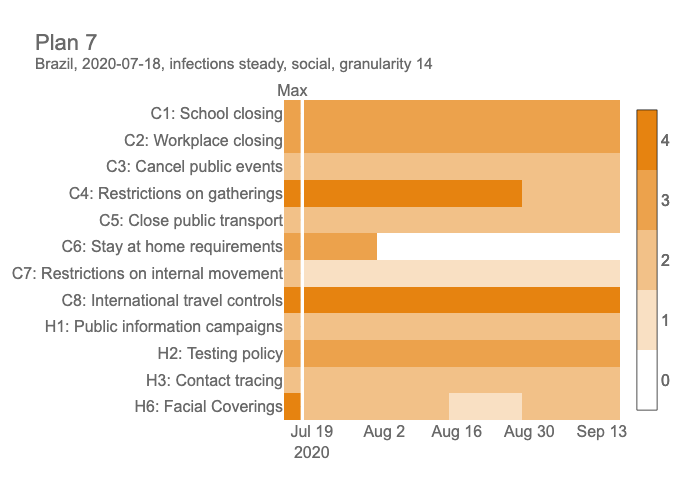 Plan 7
Brazil, 2020-07-18, infections steady, social, granularity 14
Max
C1: School closing
C2: Workplace closing
C3: Cancel public events
C4: Restrictions on gatherings
C5: Close public transport
C6: Stay at home requirements
C7: Restrictions on internal movement
C8: International travel controls
H1: Public information campaigns
H2: Testing policy
H3: Contact tracing
H6: Facial Coverings
Jul 19 Aug 2 Aug 16 Aug 30 Sep 13
2020
4
3
2
1
0